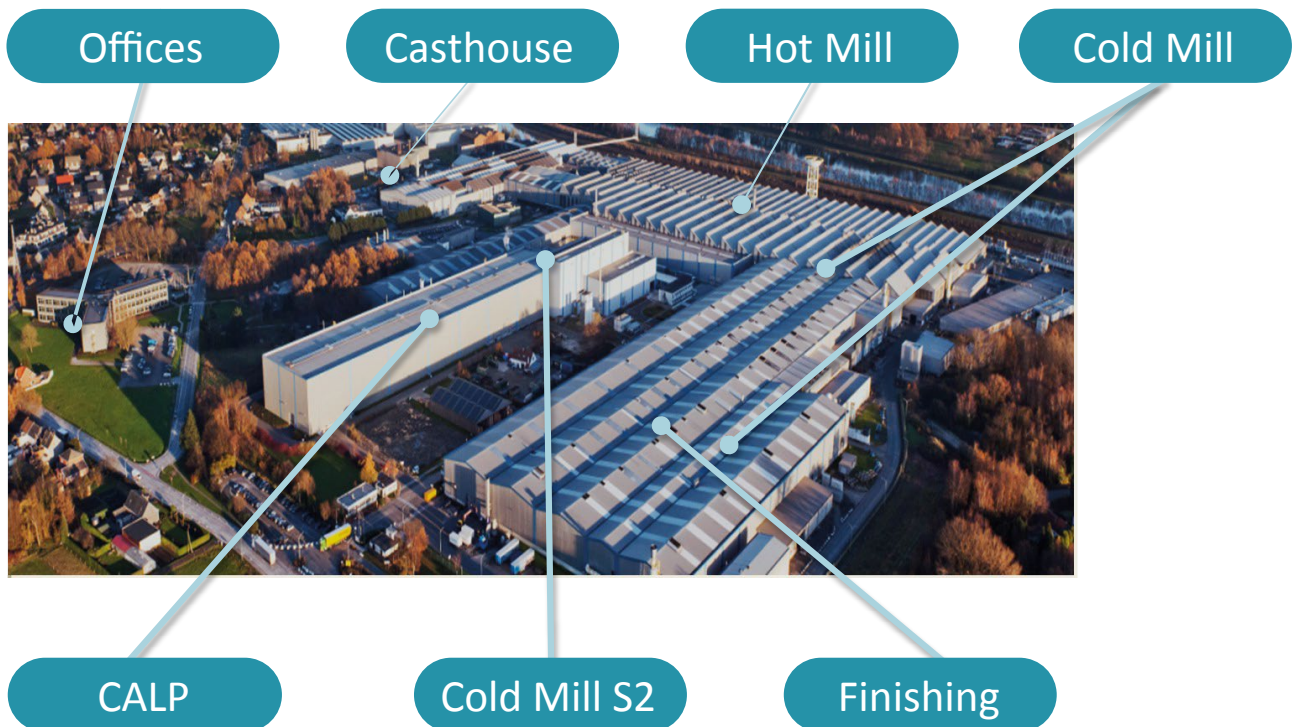 Offices
Casthouse
Hot Mill
Cold Mill
CALP
Cold Mill S2
Finishing